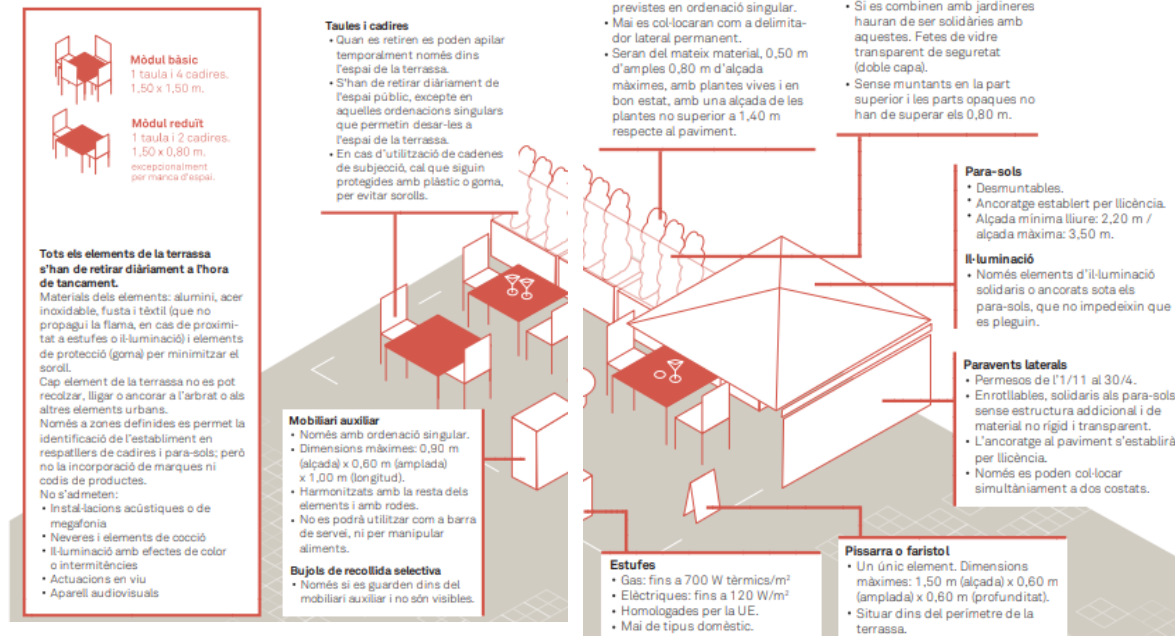 Mòdul bàsic
1 taula i 4 cadires.
1,50 x 1,50 m.
Mòdul reduït
1 taula i 2 cadires.
1,50 x 0,80 m.
excepcionalment
per manca d'espai.
Tots els elements de la terrassa
s'han de retirar diàriament a l'hora
de tancament.
Materials dels elements: alumini, acer
inoxidable, fusta i tèxtil (que no
propagui la flama, en cas de proximi-
tat a estufes o il·luminació) i elements
de protecció (goma) per minimitzar el
soroll.
Cap element de la terrassa no es pot
recolzar, lligar o ancorar a l'arbrat o als
altres elements urbans.
Només a zones definides es permet la
identificació de l'establiment en
respatllers de cadires i para-sols; però
no la incorporació de marques ni
codis de productes.
No s'admeten:
• Instal·lacions acústiques o de
megafonia
• Neveres i elements de cocció
• Il·luminació amb efectes de color
o intermitències
• Actuacions en viu
• Aparell audiovisuals
Taules i cadires
• Quan es retiren es poden apilar
temporalment només dins
l'espai de la terrassa.
• S'han de retirar diàriament de
l'espai públic, excepte en
aquelles ordenacions singulars
que permetin desar-les a
l'espai de la terrassa.
• En cas d'utilització de cadenes
de subjecció, cal que siguin
protegides amb plàstic o goma,
per evitar sorolls.
Mobiliari auxiliar
• Només amb ordenació singular.
• Dimensions màximes: 0,90 m
(alçada) x 0,60 m (amplada)
x 1,00 m (longitud).
• Harmonitzats amb la resta dels
elements i amb rodes.
• No es podrà utilitzar com a barra
de servei, ni per manipular
aliments.
Bujols de recollida selectiva
• Només si es guarden dins del
mobiliari auxiliar i no són visibles.
previstes en ordenació singular.
• Mai es col·locaran com a delimita-
dor lateral permanent.
• Seran del mateix material, 0,50 m
d'amples 0,80 m d'alçada
màximes, amb plantes vives i en
bon estat, amb una alçada de les
plantes no superior a 1,40 m
respecte al paviment.
• Si es combinen amb jardineres
hauran de ser solidàries amb
aquestes. Fetes de vidre
transparent de seguretat
(doble capa).
• Sense muntants en la part
superior i les parts opaques no
han de superar els 0,80 m.
Para-sols
• Desmuntables.
• Ancoratge establert per llicència.
• Alçada mínima lliure: 2,20 m /
alçada màxima: 3,50 m.
Il·luminació
• Només elements d'il·luminació
solidaris o ancorats sota els
para-sols, que no impedeixin que
es pleguin.
Paravents laterals
• Permesos de l'1/11 al 30/4.
• Enrotllables, solidaris als para-sols
sense estructura addicional i de
material no rígid i transparent.
• L'ancoratge al paviment s'establirà
per llicència.
• Només es poden col·locar
simultàniament a dos costats.
Estufes
• Gas: fins a 700 W tèrmics/m²
• Elèctriques: fins a 120 W/m²
• Homologades per la UE.
• Mai de tipus domèstic.
Pissarra o faristol
• Un únic element. Dimensions
màximes: 1,50 m (alçada) x 0,60 m
(amplada) x 0,60 m (profunditat).
• Situar dins del perímetre de la
terrassa.